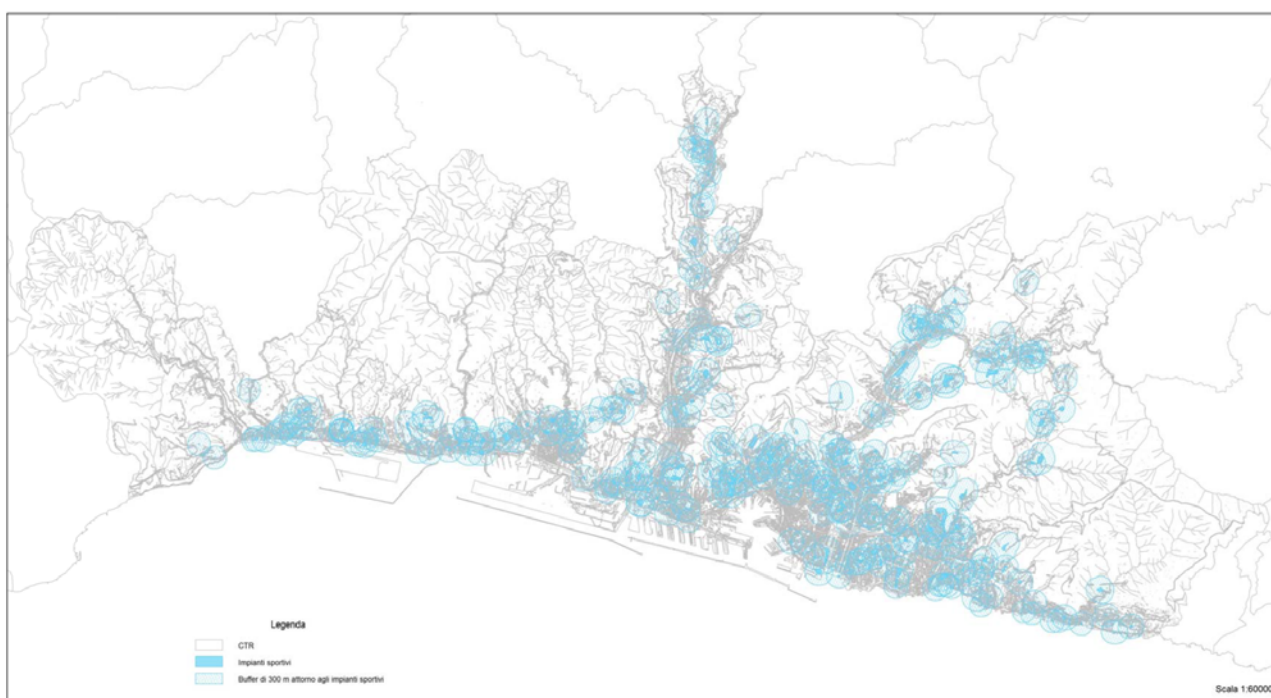 Legenda
CTR
Impianti sportivi
Buffer di 300 m attorno agli impianti sportivi
Scala 1:60000